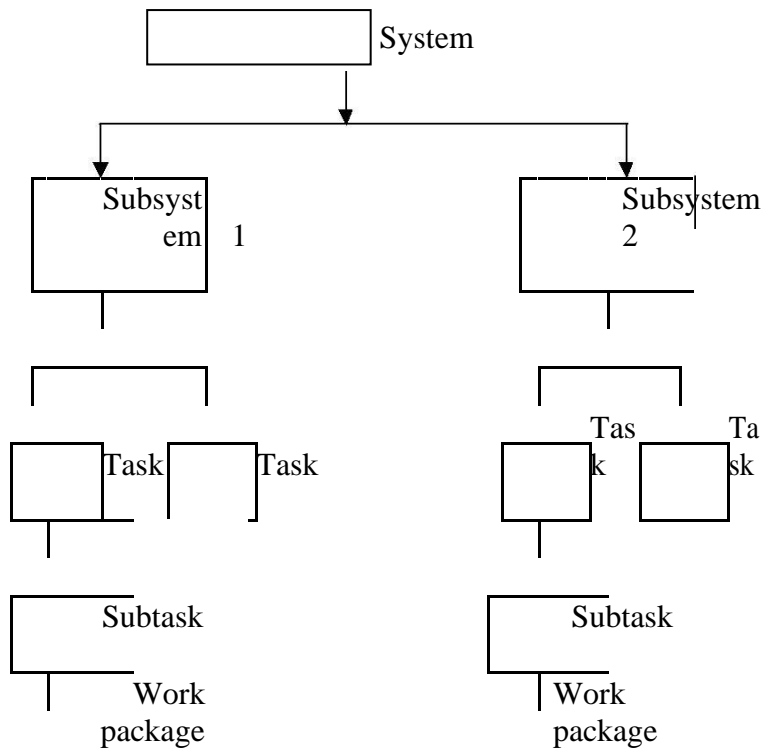 System
Subsyst
em 1
Subsystem
2
Task
Task
Tas
k
Ta
sk
Subtask
Subtask
Work
package
Work
package